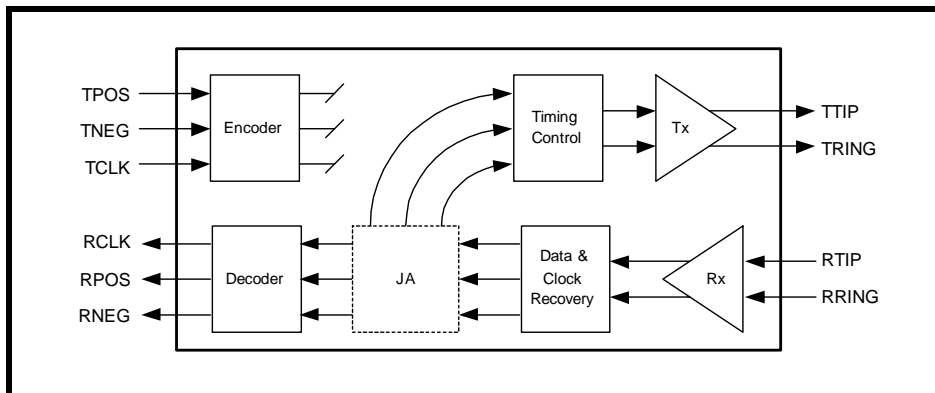 TPOS
TNEG
TCLK
Encoder
Timing
Control
Tx
TTIP
TRING
RCLK
RPOS
RNEG
Decoder
JA
Data &
Clock
Recovery
Rx
RTIP
RRING